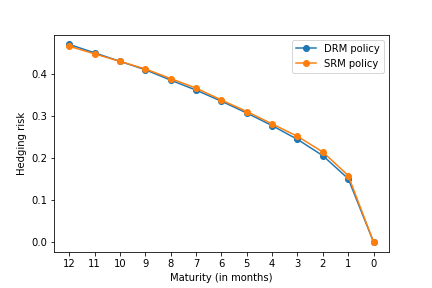 DRM policy
SRM policy
Hedging risk
0.4
0.3
0.2
0.1
0.0
12 11 10 9 8 7 6 5 4 3 2 1 0
Maturity (in months)